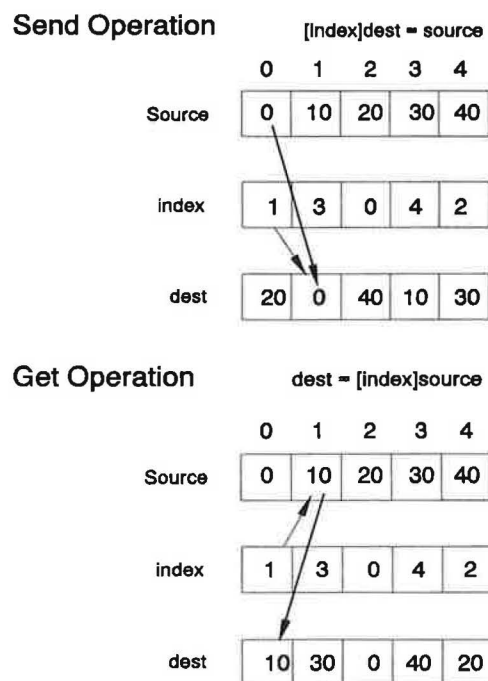 Send Operation [index]dest = source
0 1 2 3 4
Source 0 10 20 30 40
index 1 3 0 4 2
dest 20 0 40 10 30
Get Operation dest = [index]source
0 1 2 3 4
Source 0 10 20 30 40
index 1 3 0 4 2
dest 10 30 0 40 20